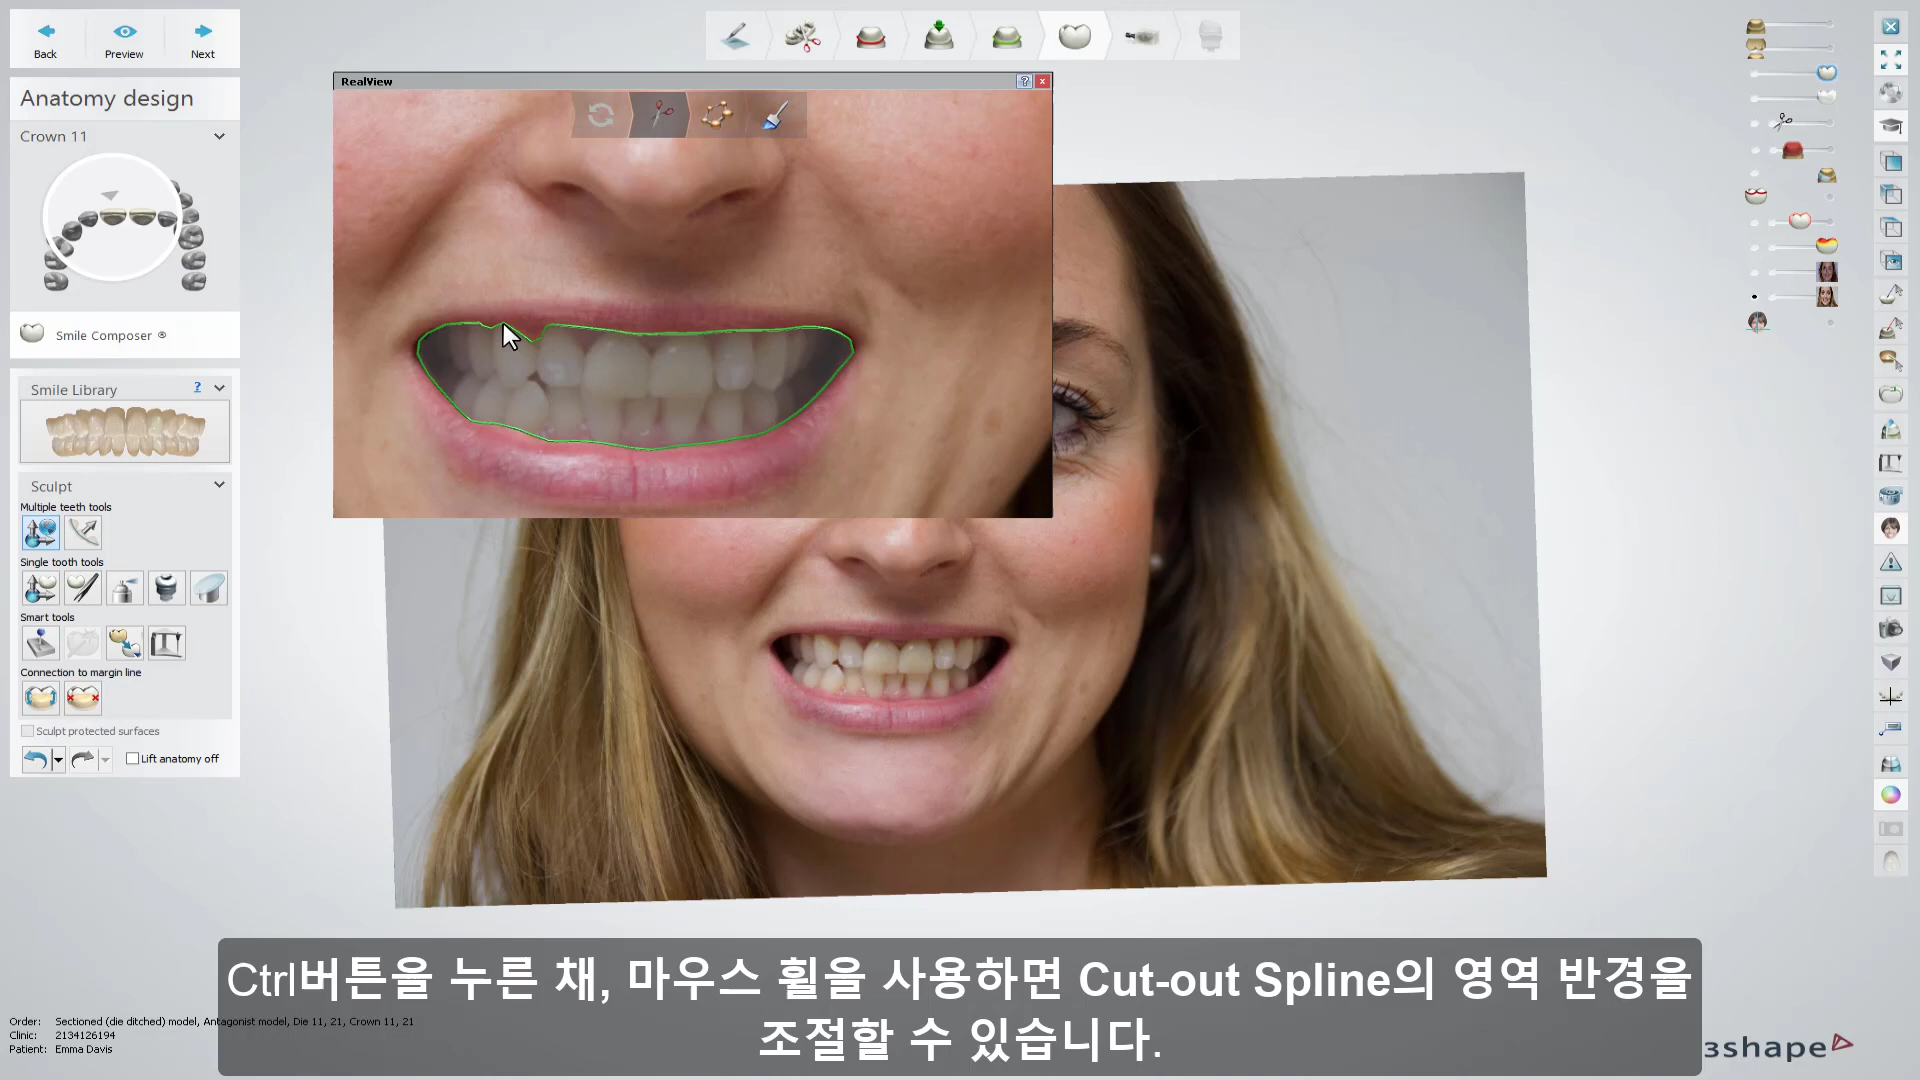 Back
Preview
Next
Anatomy design
Crown 11
Smile Composer ®
Smile Library
?
Sculpt
Multiple teeth tools
Single tooth tools
Smart tools
Connection to margin line
Sculpt protected surfaces
Lift anatomy off
RealView
?
x
Ctrl버튼을 누른 채, 마우스 휠을 사용하면 Cut-out Spline의 영역 반경을
조절할 수 있습니다.
Order: Sectioned (die ditched) model, Antagonist model, Die 11, 21, Crown 11, 21
Clinic: 2134126194
Patient: Emma Davis
3shape